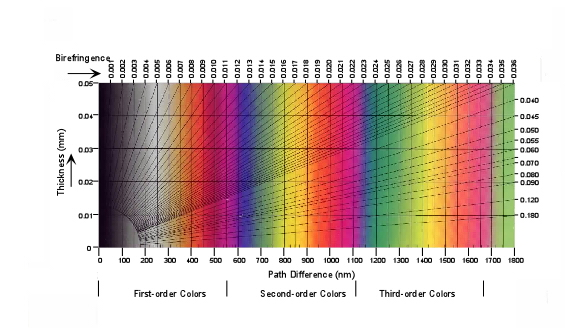 Birefringence
0.001 0.002 0.003 0.004 0.005 0.006 0.007 0.008 0.009 0.010 0.011 0.012 0.013 0.014 0.015 0.016 0.017 0.018 0.019 0.020 0.021 0.022 0.023 0.024 0.025 0.026 0.027 0.028 0.029 0.030 0.031 0.032 0.033 0.034 0.035 0.036
Thickness (mm)
0.05
0.04
0.03
0.02
0.01
0
0.040
0.045
0.050
0.055
0.060
0.070
0.080
0.090
0.120
0.180
0 100 200 300 400 500 600 700 800 900 1000 1100 1200 1300 1400 1500 1600 1700 1800
Path Difference (nm)
First-order Colors Second-order Colors Third-order Colors